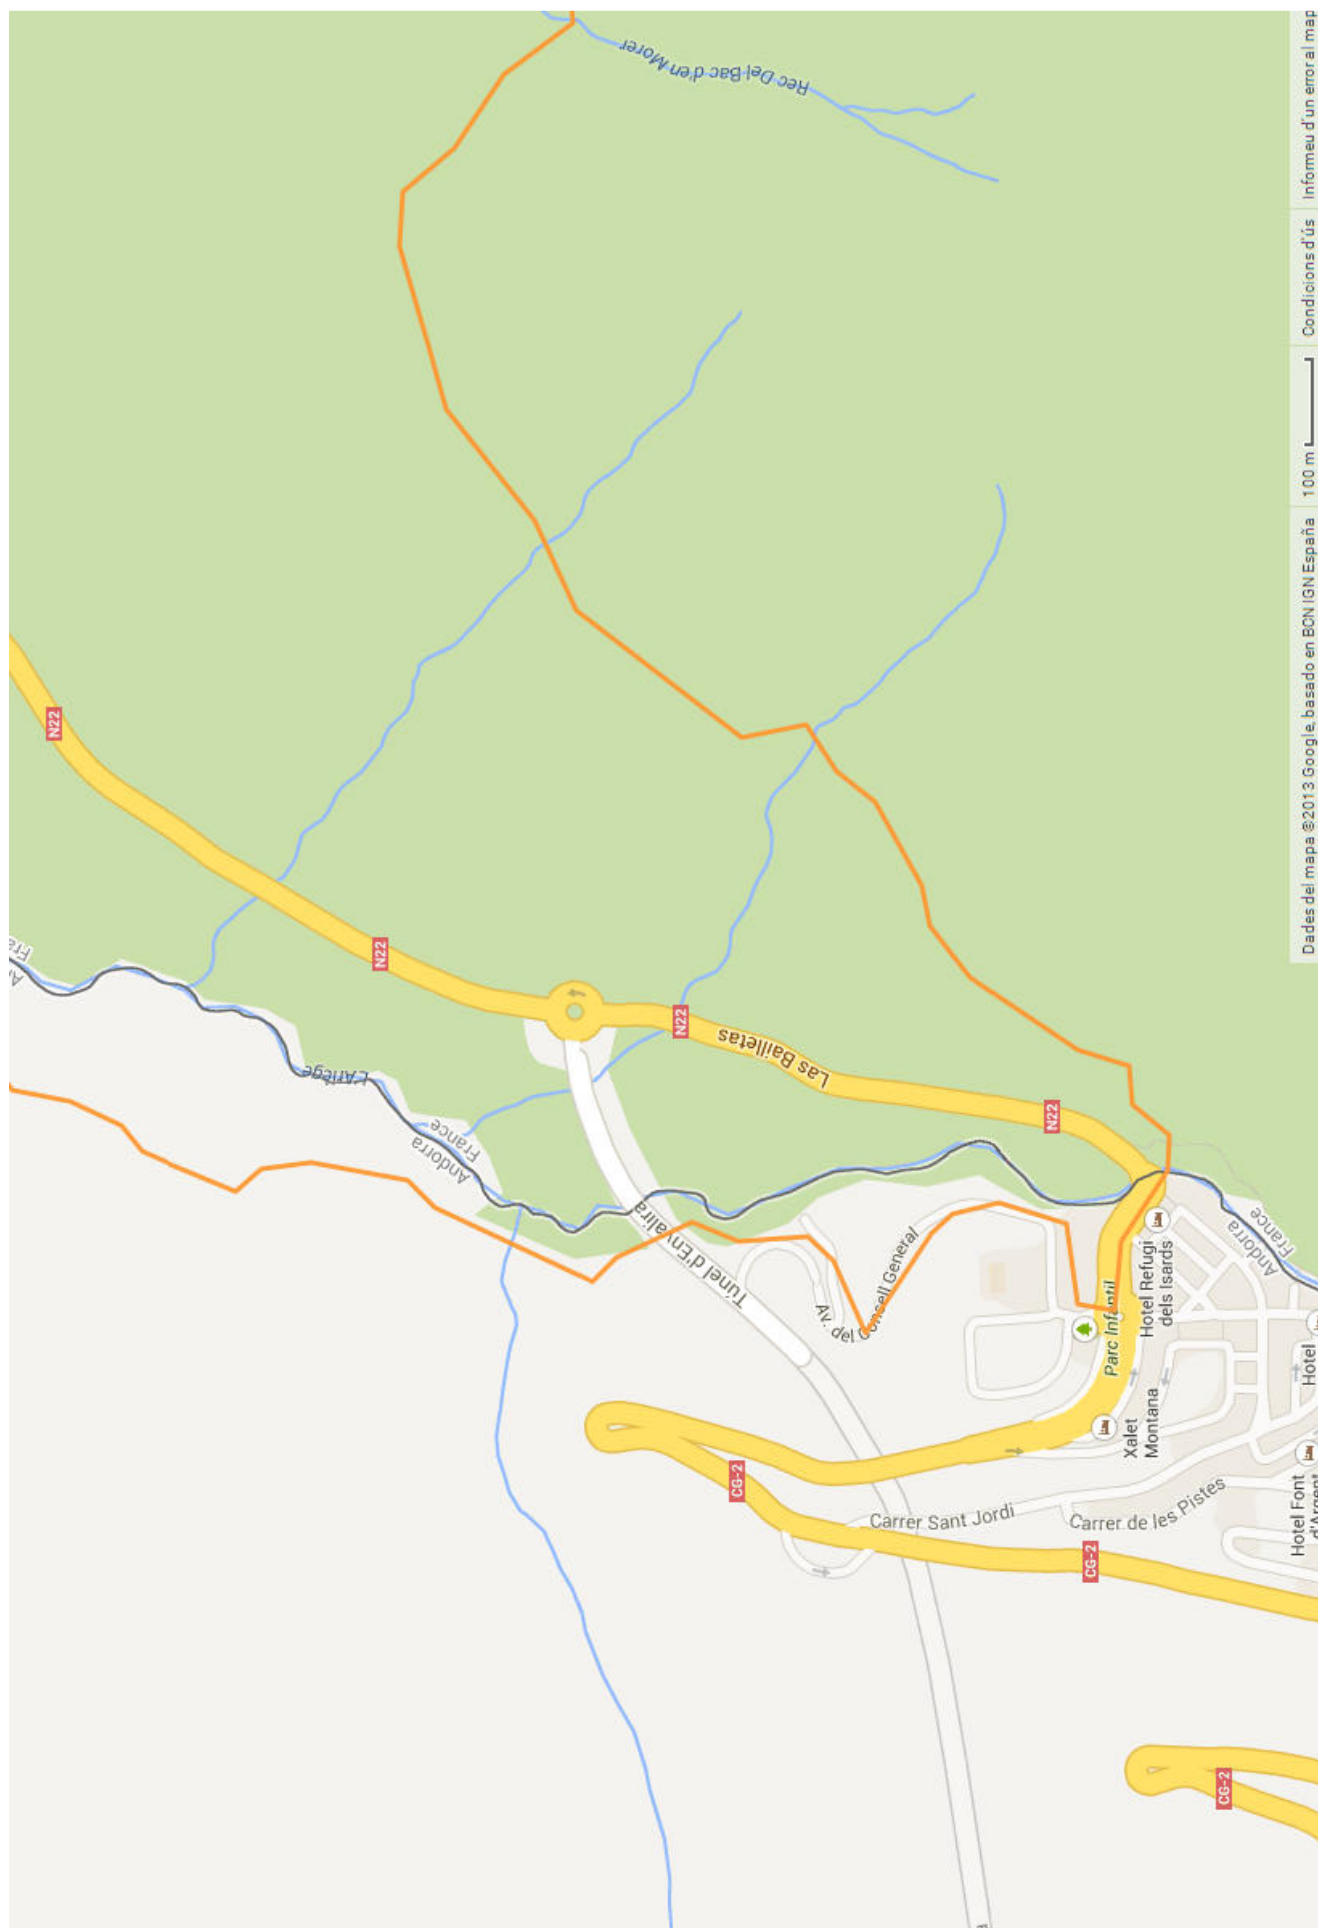 Rec Del Bac d'en Morer
N22
N22
L'Ariège
Andorra
France
N22
Las Bailletas
N22
Túnel d'Envalira
Av. del Consell General
Parc Infantil
Hotel Refugi
dels Isards
Andorra
France
Xalet
Montana
Hotel
CG-2
Carrer Sant Jordi
Carrer de les Pistes
Hotel Font
d'Argent
CG-2
CG-2
Dades del mapa ©2013 Google, basado en BCN IGN España
100 m
Condicions d'ús
Informeu d'un error al map